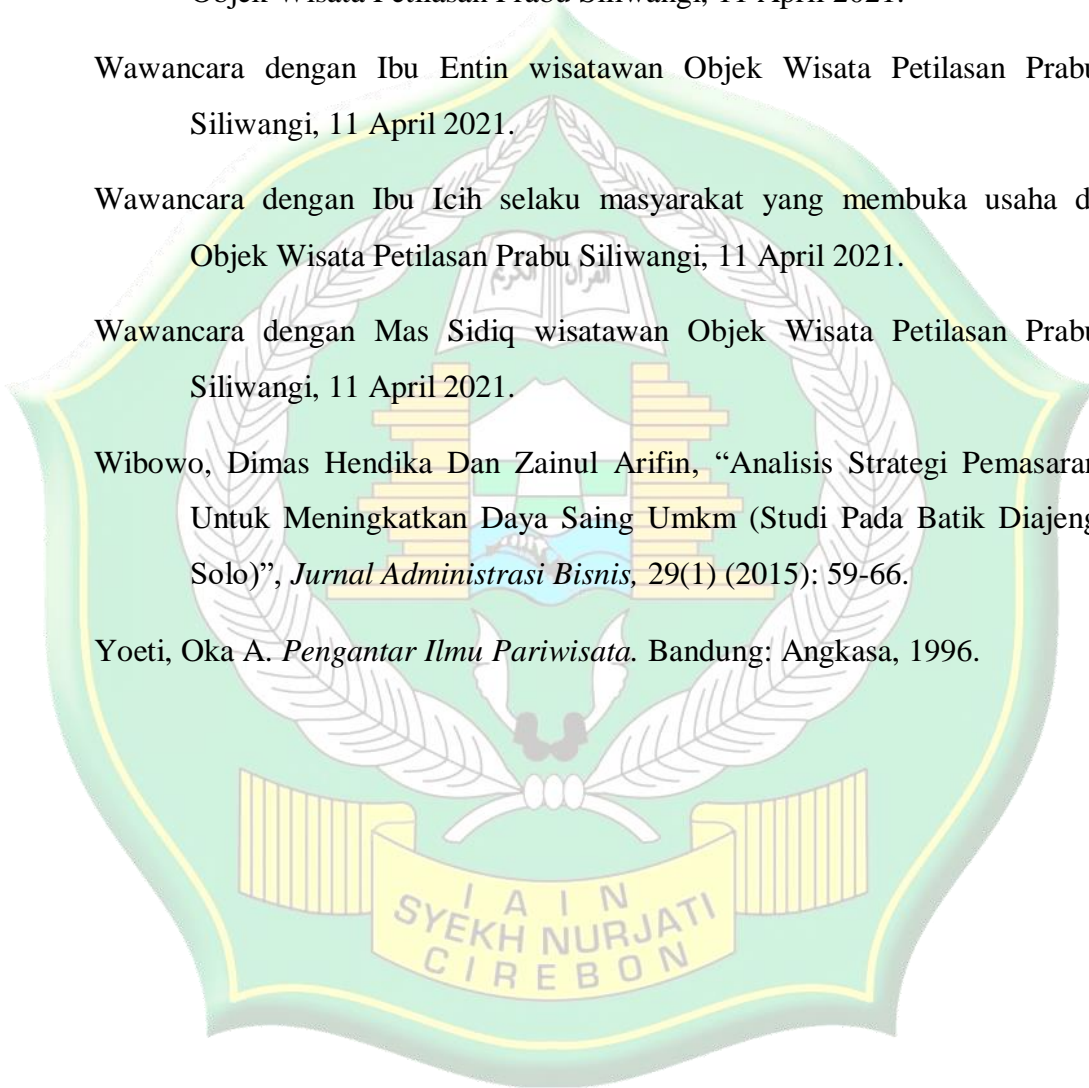 Objek Wisata Petilasan Prabu Siliwangi, 11 April 2021.
Wawancara dengan Ibu Entin wisatawan Objek Wisata Petilasan Prabu
Siliwangi, 11 April 2021.
Wawancara dengan Ibu Icih selaku masyarakat yang membuka usaha di
Objek Wisata Petilasan Prabu Siliwangi, 11 April 2021.
القرآن الكريم
Wawancara dengan Mas Sidiq wisatawan Objek Wisata Petilasan Prabu
Siliwangi, 11 April 2021.
Wibowo, Dimas Hendika Dan Zainul Arifin, “Analisis Strategi Pemasaran
Untuk Meningkatkan Daya Saing Umkm (Studi Pada Batik Diajeng
Solo)”, Jurnal Administrasi Bisnis, 29(1) (2015): 59-66.
Yoeti, Oka A. Pengantar Ilmu Pariwisata. Bandung: Angkasa, 1996.
IAIN
SYEKH NURJATI
CIREBON